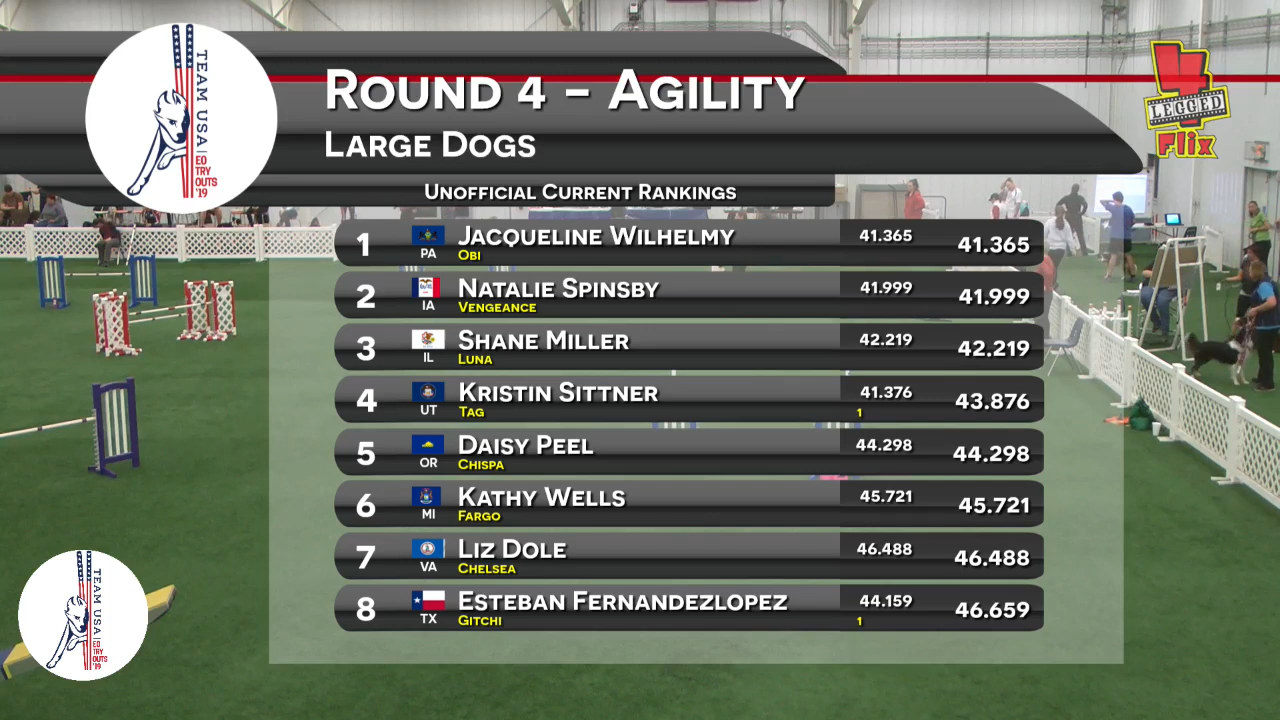 TEAM USA
EO
TRY
OUTS
'19
Round 4 – Agility
Large Dogs
Unofficial Current Rankings
4
LEGGED
Flix
1 PA Jacqueline Wilhelmy 41.365 41.365
Obi
2 IA Natalie Spinsby 41.999 41.999
Vengeance
3 IL Shane Miller 42.219 42.219
Luna
4 UT Kristin Sittner 41.376 43.876
Tag 1
5 OR Daisy Peel 44.298 44.298
Chispa
6 MI Kathy Wells 45.721 45.721
Fargo
7 VA Liz Dole 46.488 46.488
Chelsea
8 TX Esteban Fernandezlopez 44.159 46.659
Gitchi 1
TEAM USA
EO
TRY
OUTS
'19